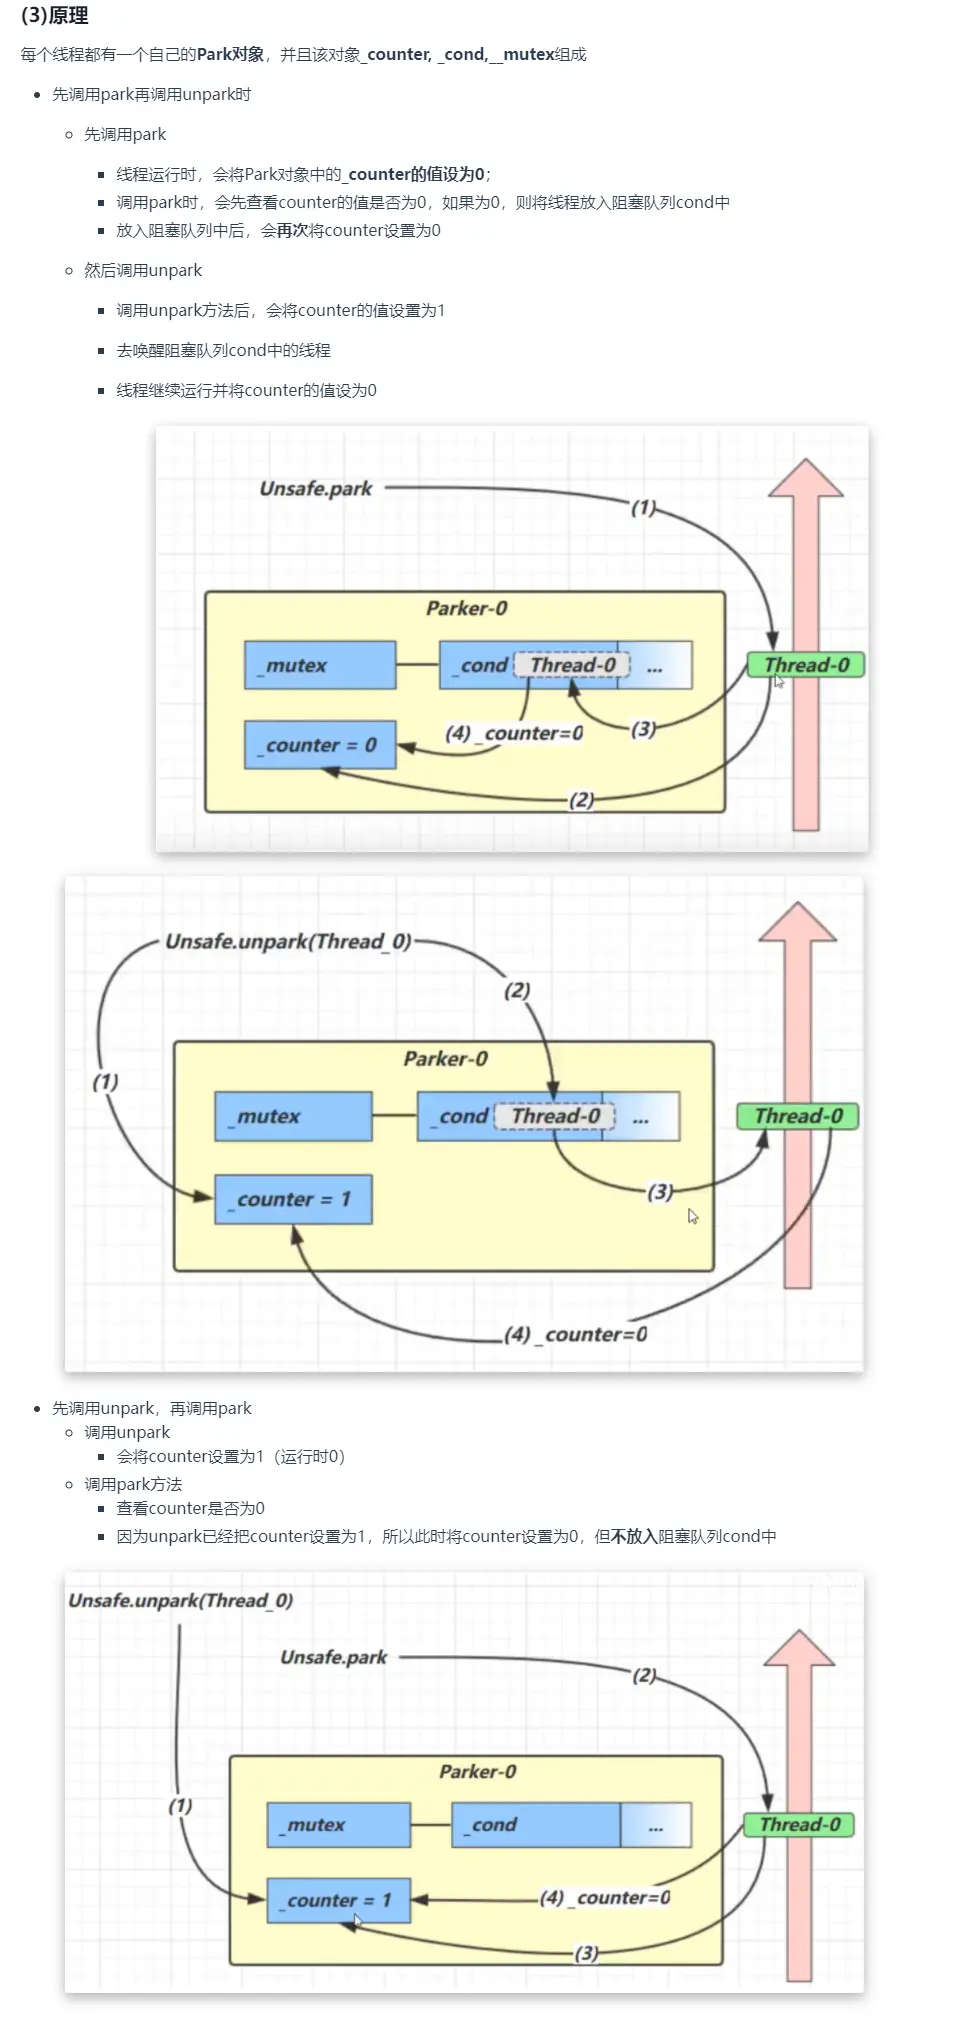 (3)原理
每个线程都有一个自己的Park对象，并且该对象_counter, _cond,__mutex组成
先调用park再调用unpark时
先调用park
线程运行时，会将Park对象中的_counter的值设为0；
调用park时，会先查看counter的值是否为0，如果为0，则将线程放入阻塞队列cond中
放入阻塞队列中后，会再次将counter设置为0
然后调用unpark
调用unpark方法后，会将counter的值设置为1
去唤醒阻塞队列cond中的线程
线程继续运行并将counter的值设为0
Unsafe.park
(1)
Parker-0
_mutex
_cond
Thread-0
...
Thread-0
(4) _counter=0
(3)
_counter = 0
(2)
Unsafe.unpark(Thread_0)
(2)
Parker-0
(1)
_mutex
_cond
Thread-0
...
Thread-0
(3)
_counter = 1
(4) _counter=0
先调用unpark，再调用park
调用unpark
会将counter设置为1（运行时0）
调用park方法
查看counter是否为0
因为unpark已经把counter设置为1，所以此时将counter设置为0，但不放入阻塞队列cond中
Unsafe.unpark(Thread_0)
Unsafe.park
(2)
Parker-0
(1)
_mutex
_cond
...
Thread-0
_counter = 1
(4) _counter=0
(3)